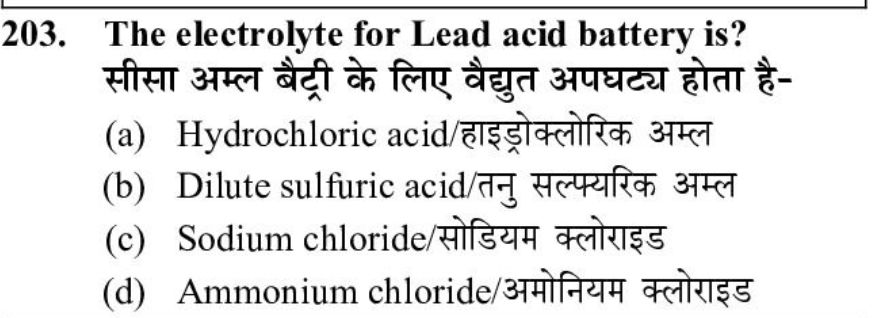 203. The electrolyte for Lead acid battery is?
सीसा अम्ल बैट्री के लिए वैद्युत अपघट्य होता है-
(a) Hydrochloric acid/हाइड्रोक्लोरिक अम्ल
(b) Dilute sulfuric acid/तनु सल्फ्यरिक अम्ल
(c) Sodium chloride/सोडियम क्लोराइड
(d) Ammonium chloride/अमोनियम क्लोराइड